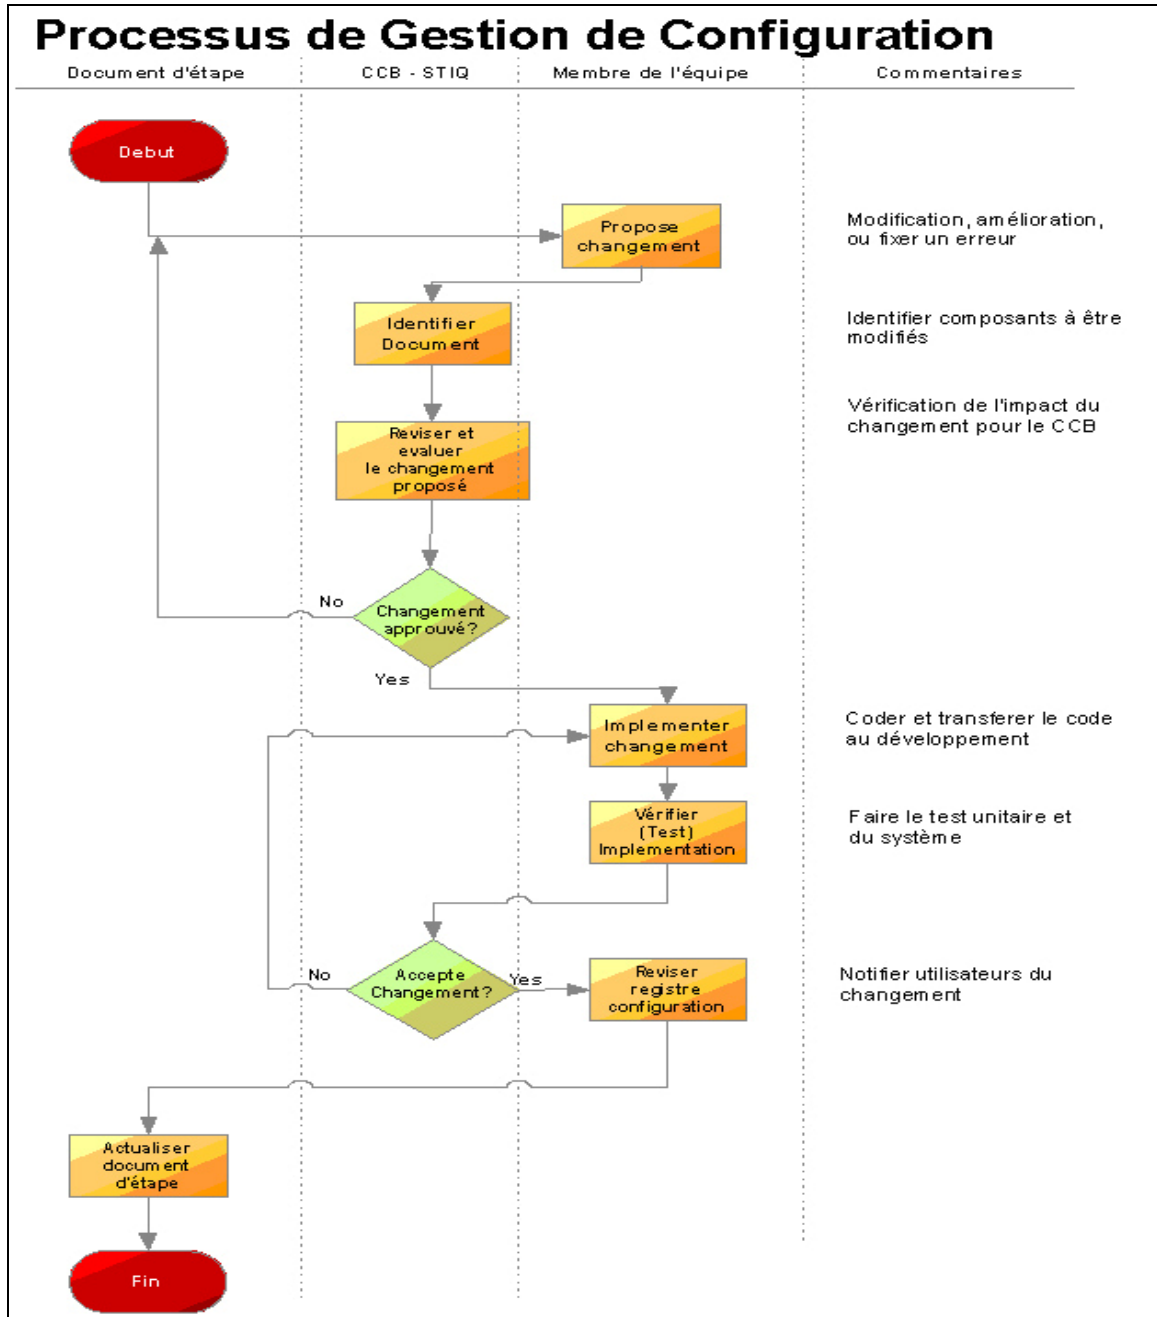 Processus de Gestion de Configuration
Document d'étape
CCB - STIQ
Membre de l'équipe
Commentaires
Debut
Propose
changement
Modification, amélioration,
ou fixer un erreur
Identifier
Document
Identifier composants à être
modifiés
Reviser et
evaluer
le changement
proposé
Vérification de l'impact du
changement pour le CCB
No
Changement
approuvé?
Yes
Implementer
changement
Coder et transferer le code
au développement
Vérifier
(Test)
Implementation
Faire le test unitaire et
du système
No
Accepte
Changement?
Yes
Reviser
registre
configuration
Notifier utilisateurs du
changement
Actualiser
document
d'étape
Fin